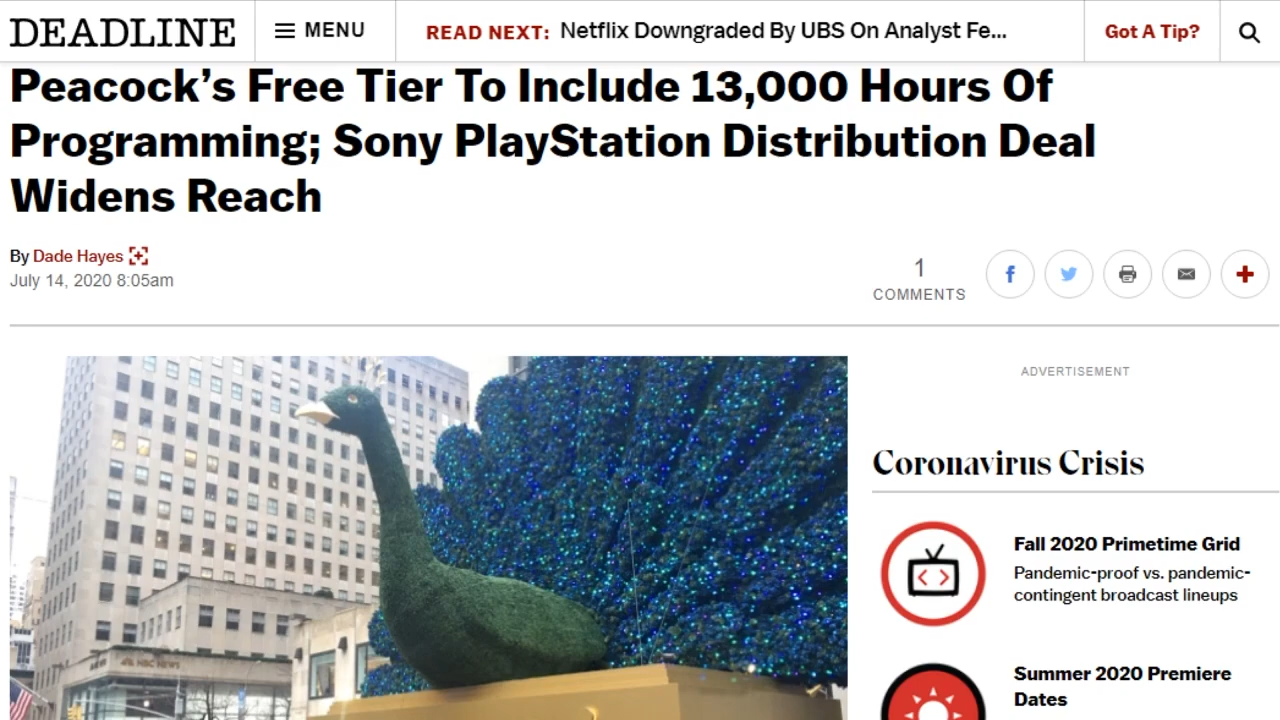 DEADLINE
MENU
READ NEXT: Netflix Downgraded By UBS On Analyst Fe...
Got A Tip?
Peacock’s Free Tier To Include 13,000 Hours Of
Programming; Sony PlayStation Distribution Deal
Widens Reach
By Dade Hayes
July 14, 2020 8:05am
1
COMMENTS
ADVERTISEMENT
Coronavirus Crisis
Fall 2020 Primetime Grid
Pandemic-proof vs. pandemic-
contingent broadcast lineups
Summer 2020 Premiere
Dates
NBC NEWS